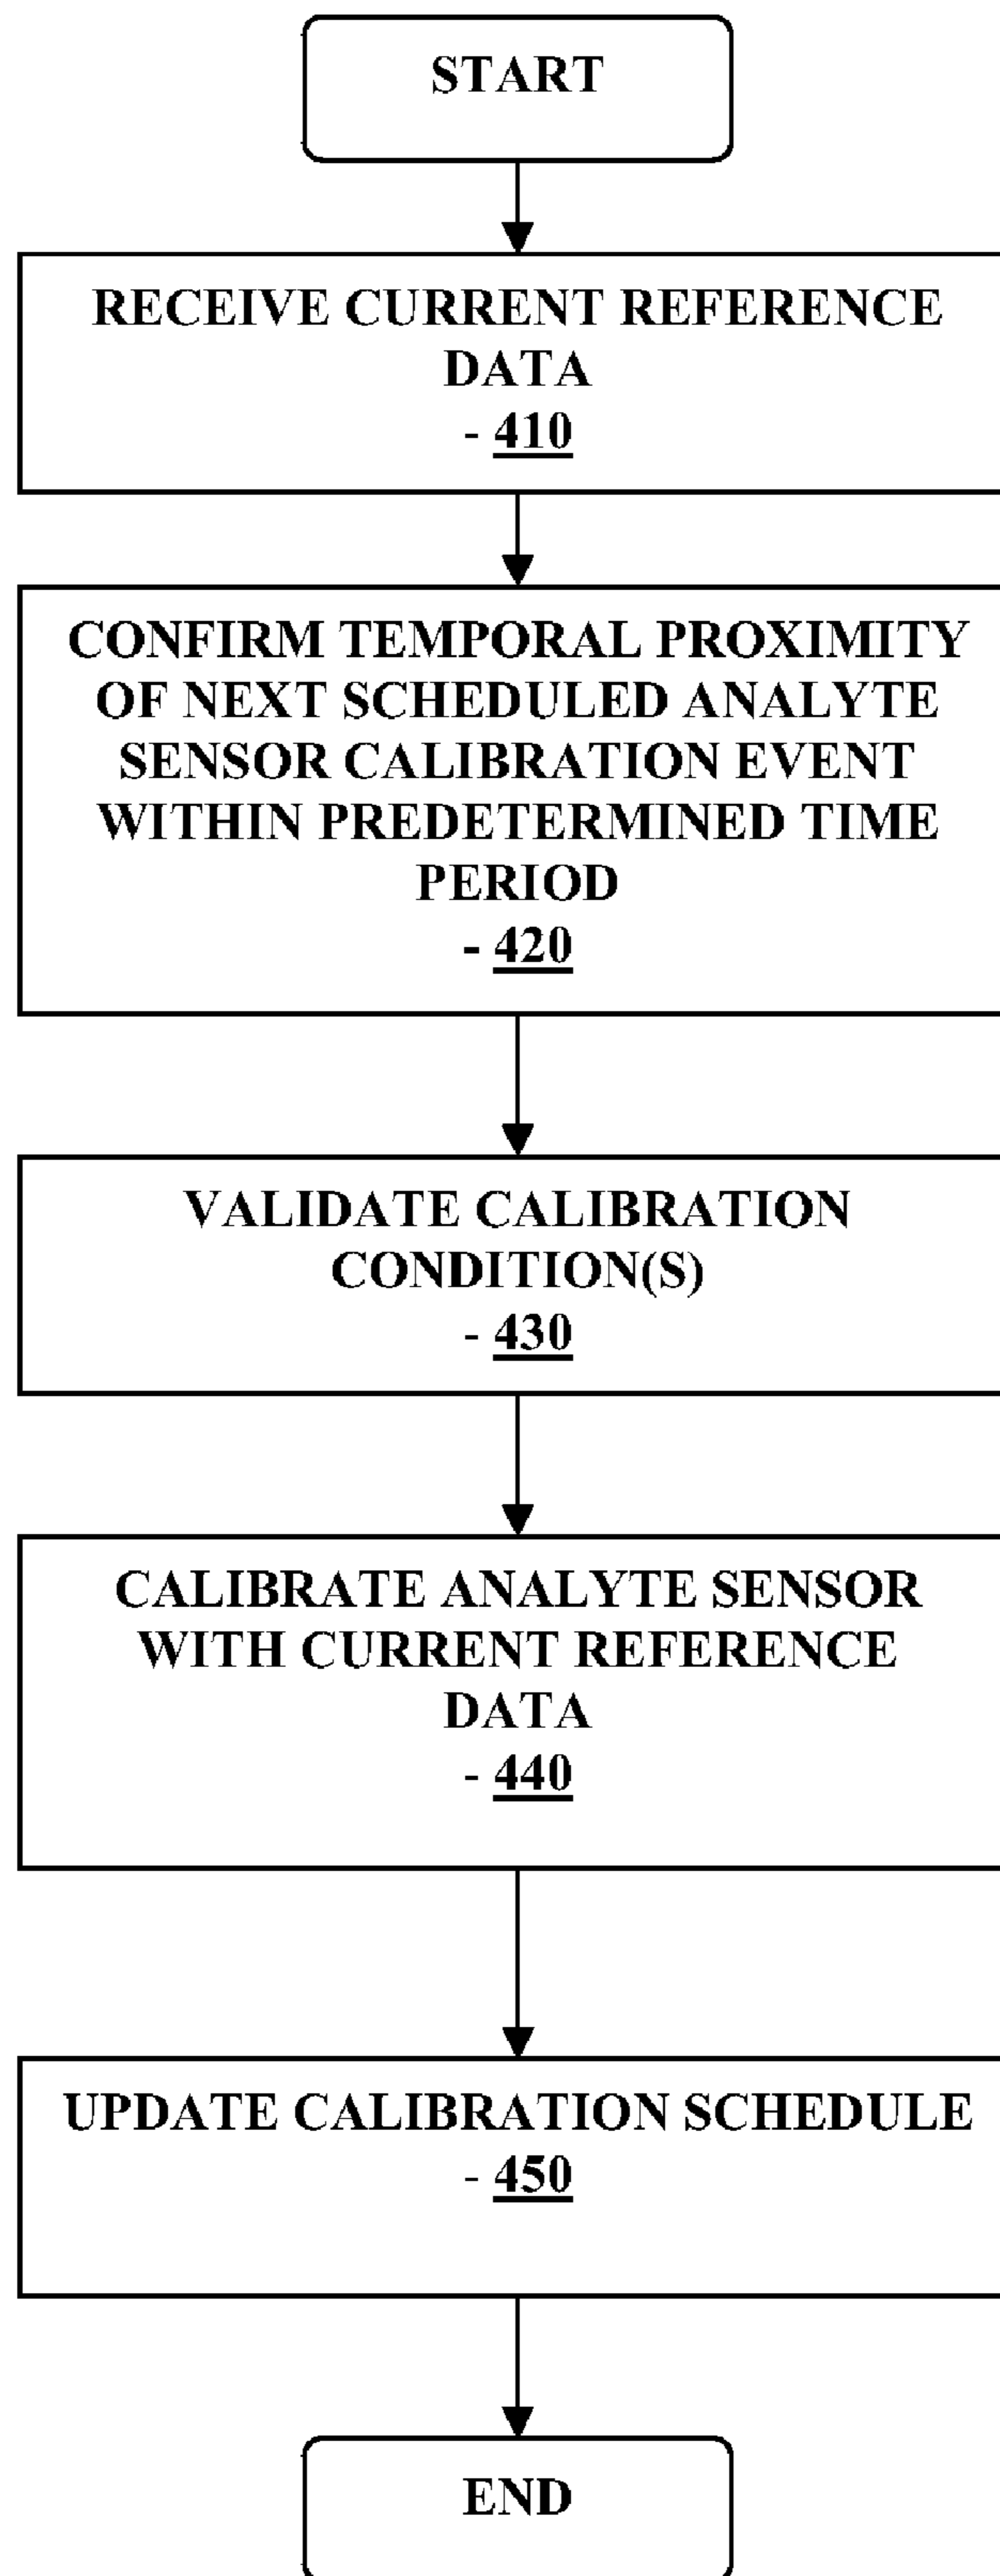 START
RECEIVE CURRENT REFERENCE
DATA
- 410
CONFIRM TEMPORAL PROXIMITY
OF NEXT SCHEDULED ANALYTE
SENSOR CALIBRATION EVENT
WITHIN PREDETERMINED TIME
PERIOD
- 420
VALIDATE CALIBRATION
CONDITION(S)
- 430
CALIBRATE ANALYTE SENSOR
WITH CURRENT REFERENCE
DATA
- 440
UPDATE CALIBRATION SCHEDULE
- 450
END